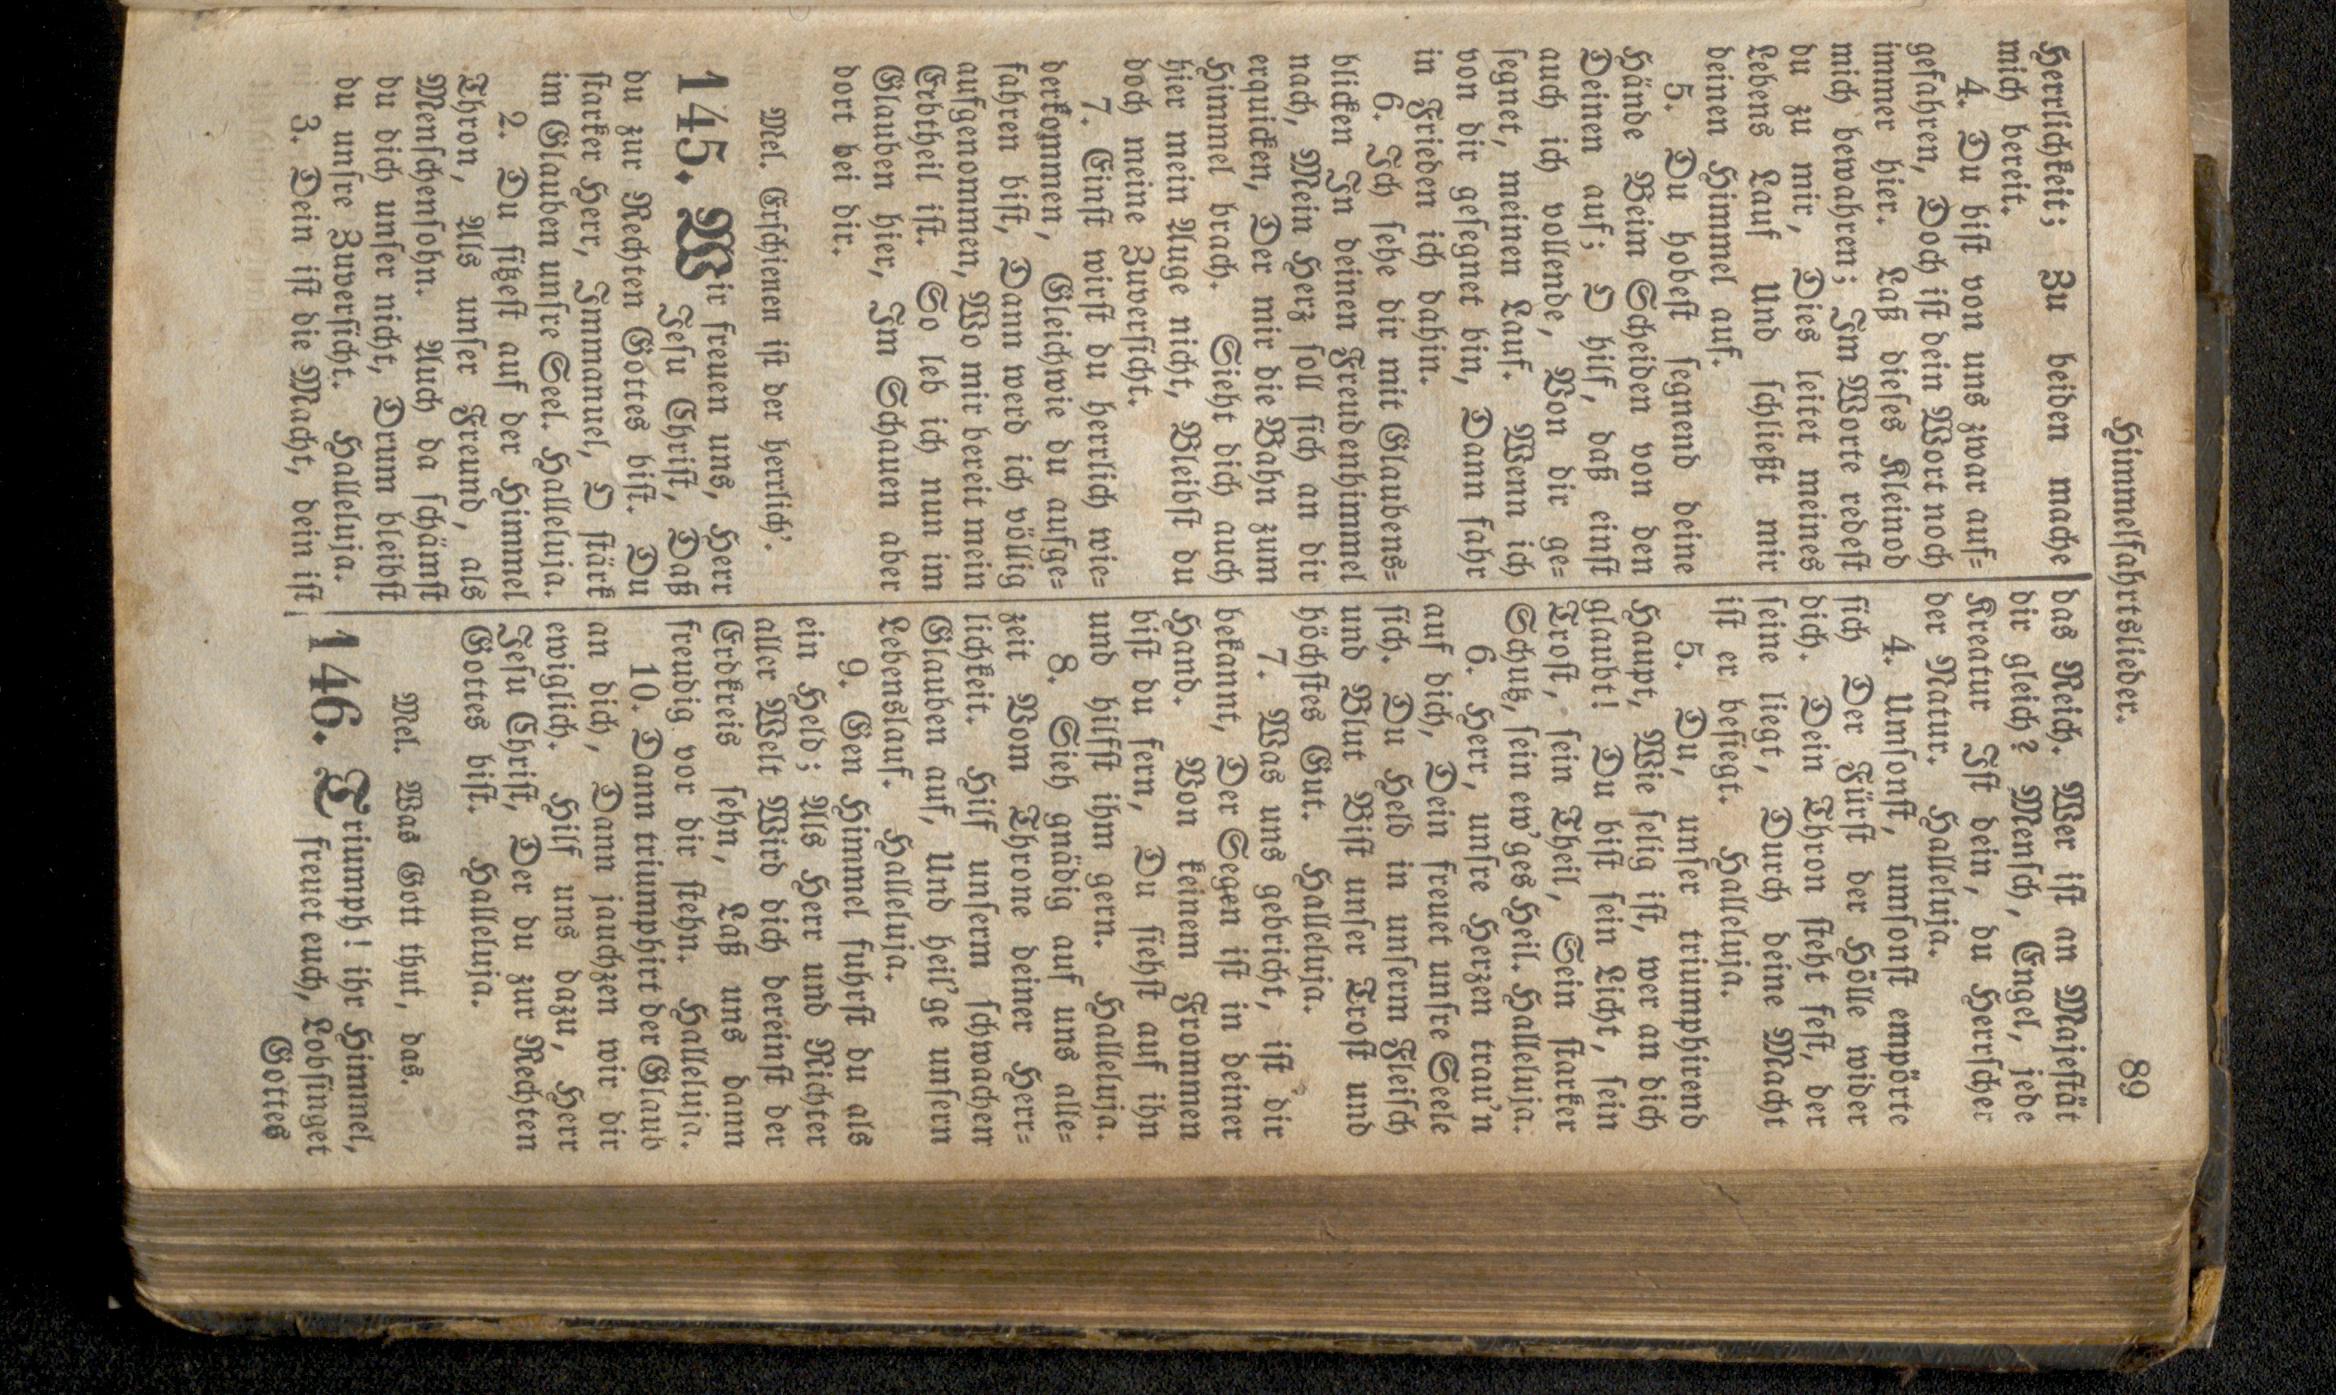 Himmelfahrtslieder. 89
Herrlichkeit; Zu beiden mache
mich bereit.
4. Du bist von uns zwar auf-
gefahren, Doch ist dein Wort noch
immer hier. Laß dieses Kleinod
mich bewahren; Im Worte redest
du zu mir, Dies leitet meines
Lebens Lauf Und schließt mir
deinen Himmel auf.
5. Du hobest segnend deine
Hände Beim Scheiden von den
Deinen auf; O hilf, daß einst
auch ich vollende, Von dir ge-
segnet, meinen Lauf. Wenn ich
von dir gesegnet bin, Dann fahr
in Frieden ich dahin.
6. Ich sehe dir mit Glaubens-
blicken In deinen Freudenhimmel
nach, Mein Herz soll sich an dir
erquicken, Der mir die Bahn zum
Himmel brach. Sieht dich auch
hier mein Auge nicht, Bleibst du
doch meine Zuversicht.
7. Einst wirst du herrlich wie-
derkommen, Gleichwie du aufge-
fahren bist, Dann werd ich völlig
aufgenommen, Wo mir bereit mein
Erbtheil ist. So leb ich nun im
Glauben hier, Im Schauen aber
dort bei dir.
Mel. Erschienen ist der herrlich'.
145. Wir freuen uns, Herr
Jesu Christ, Daß
du zur Rechten Gottes bist. Du
starker Herr, Immanuel, O stärk
im Glauben unsre Seel. Halleluja.
2. Du sitzest auf der Himmel
Thron, Als unser Freund, als
Menschensohn. Auch da schämst
du dich unser nicht, Drum bleibst
du unsre Zuversicht. Halleluja.
3. Dein ist die Macht, dein ist
das Reich. Wer ist an Majestät
dir gleich? Mensch, Engel, jede
Kreatur Ist dein, du Herrscher
der Natur. Halleluja.
4. Umsonst, umsonst empörte
sich Der Fürst der Hölle wider
dich. Dein Thron steht fest, der
seine liegt, Durch deine Macht
ist er besiegt. Halleluja.
5. Du, unser triumphirend
Haupt, Wie selig ist, wer an dich
glaubt! Du bist sein Licht, sein
Trost, sein Theil, Sein starker
Schutz, sein ew'ges Heil. Halleluja.
6. Herr, unsre Herzen trau'n
auf dich, Dein freuet unsre Seele
sich. Du Held in unserm Fleisch
und Blut Bist unser Trost und
höchstes Gut. Halleluja.
7. Was uns gebricht, ist dir
bekannt, Der Segen ist in deiner
Hand. Von keinem Frommen
bist du fern, Du siehst auf ihn
und hilfst ihm gern. Halleluja.
8. Sieh gnädig auf uns alle-
zeit Vom Throne deiner Herr-
lichkeit. Hilf unserm schwachen
Glauben auf, Und heil'ge unsern
Lebenslauf. Halleluja.
9. Gen Himmel fuhrst du als
ein Held; Als Herr und Richter
aller Welt Wird dich dereinst der
Erdkreis sehn, Laß uns dann
freudig vor dir stehn. Halleluja.
10. Dann triumphirt der Glaub
an dich, Dann jauchzen wir dir
ewiglich. Hilf uns dazu, Herr
Jesu Christ, Der du zur Rechten
Gottes bist. Halleluja.
Mel. Was Gott thut, das.
146. Triumph! ihr Himmel,
freuet euch, Lobsinget
Gottes